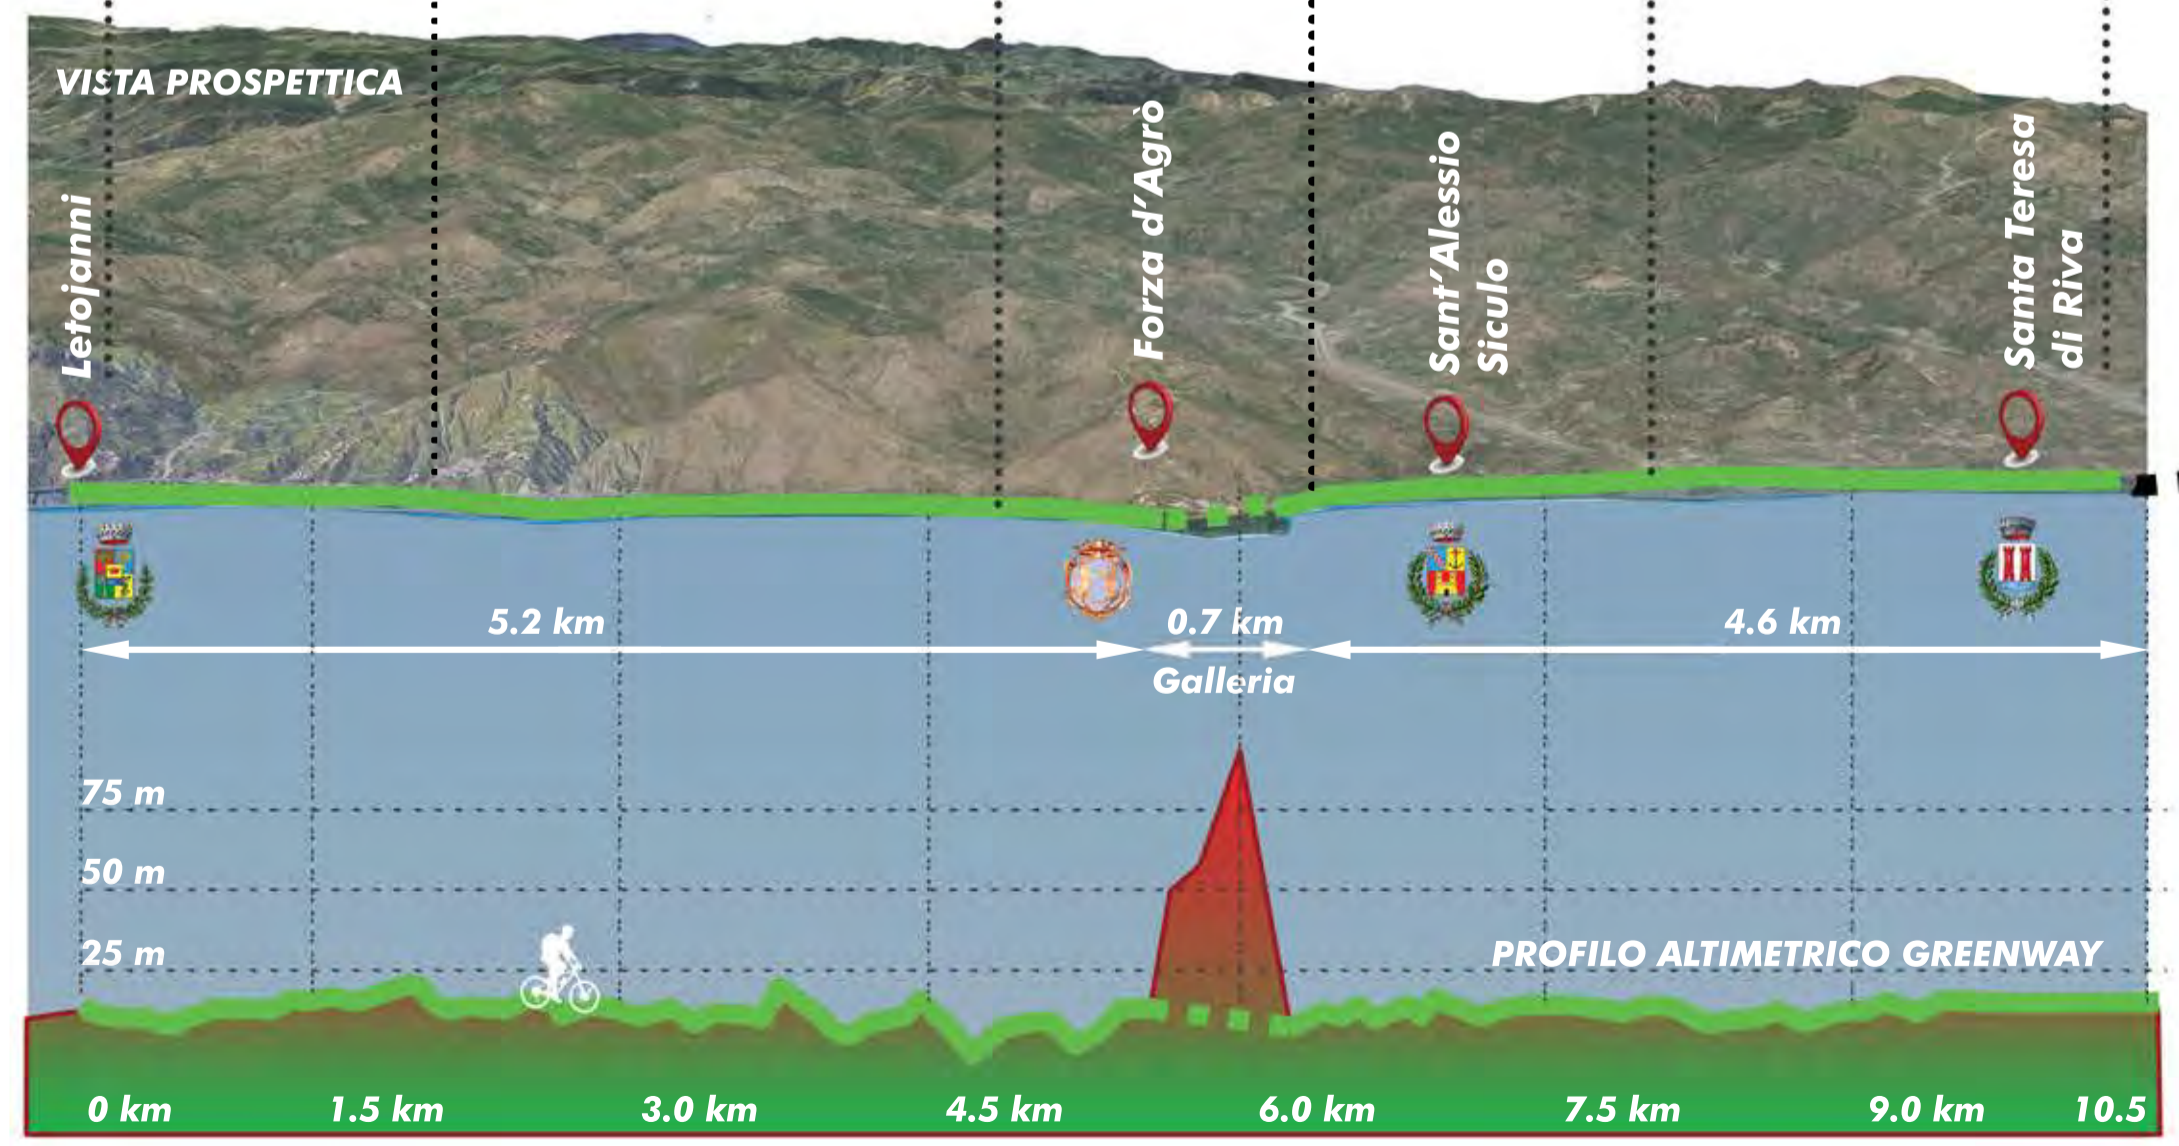 VISTA PROSPETTICA
Letojanni
Forza d'Agrò
Sant'Alessio
Siculo
Santa Teresa
di Riva
5.2 km
0.7 km
4.6 km
Galleria
75 m
50 m
25 m
PROFILO ALTIMETRICO GREENWAY
0 km
1.5 km
3.0 km
4.5 km
6.0 km
7.5 km
9.0 km
10.5